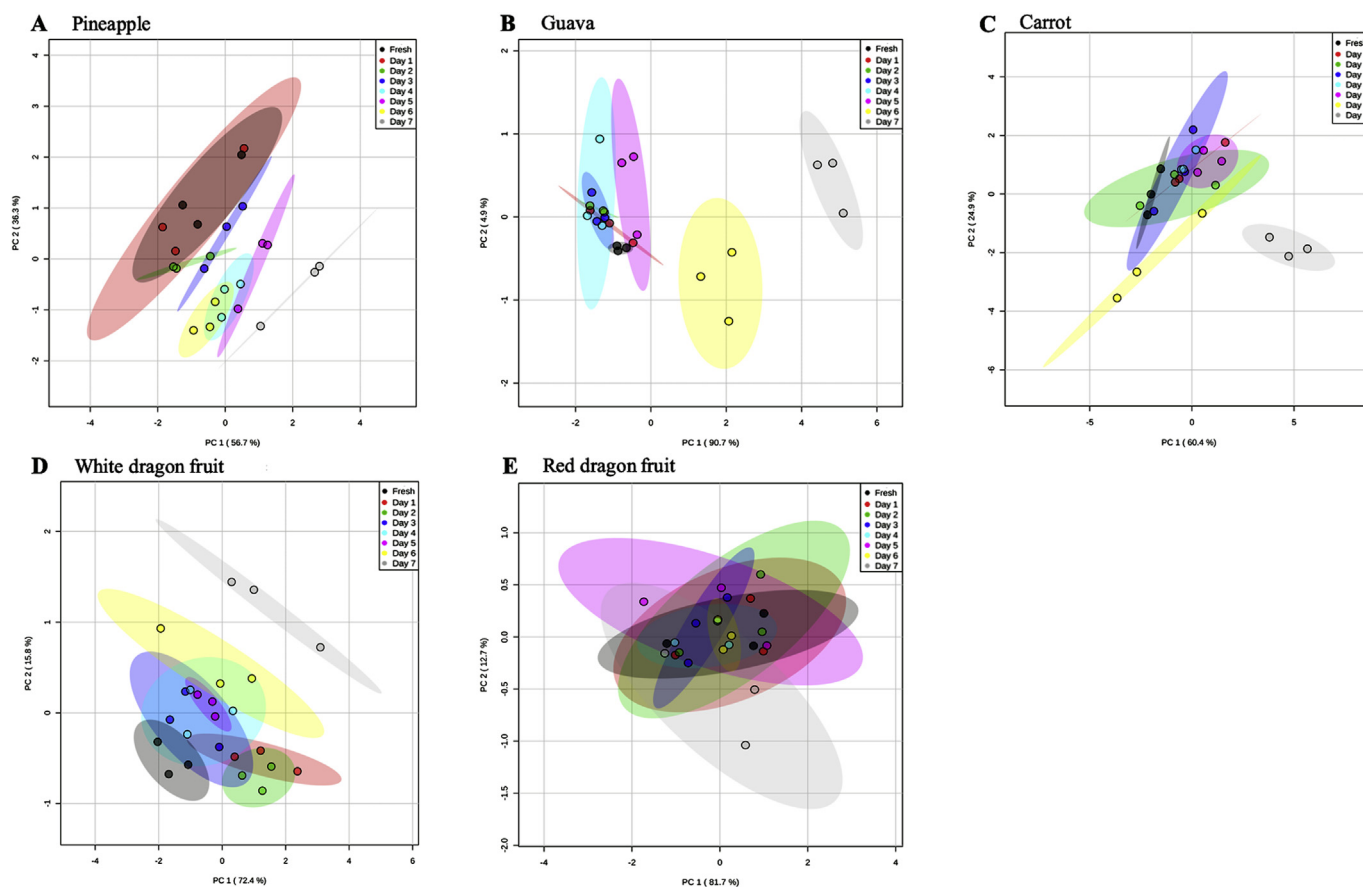 A Pineapple
PC 2 ( 38.3 %)
4
3
2
1
0
-1
-2
-4
-2
0
2
4
PC 1 ( 56.7 %)
Fresh
Day 1
Day 2
Day 3
Day 4
Day 5
Day 6
Day 7
B Guava
PC 2 ( 4.9 %)
2
1
0
-1
-2
-2
0
2
4
6
PC 1 ( 90.7 %)
Fresh
Day 1
Day 2
Day 3
Day 4
Day 5
Day 6
Day 7
C Carrot
PC 2 ( 24.9 %)
4
2
0
-2
-4
-6
-5
0
5
PC 1 ( 60.4 %)
Fresh
Day
Day
Day
Day
Day
Day
Day
D White dragon fruit
PC 2 ( 15.8 %)
2
1
0
-1
-4
-2
0
2
4
6
PC 1 ( 72.4 %)
Fresh
Day 1
Day 2
Day 3
Day 4
Day 5
Day 6
Day 7
E Red dragon fruit
PC 2 ( 12.7 %)
1.0
0.5
0.0
-0.5
-1.0
-1.5
-2.0
-4
-2
0
2
4
PC 1 ( 81.7 %)
Fresh
Day 1
Day 2
Day 3
Day 4
Day 5
Day 6
Day 7